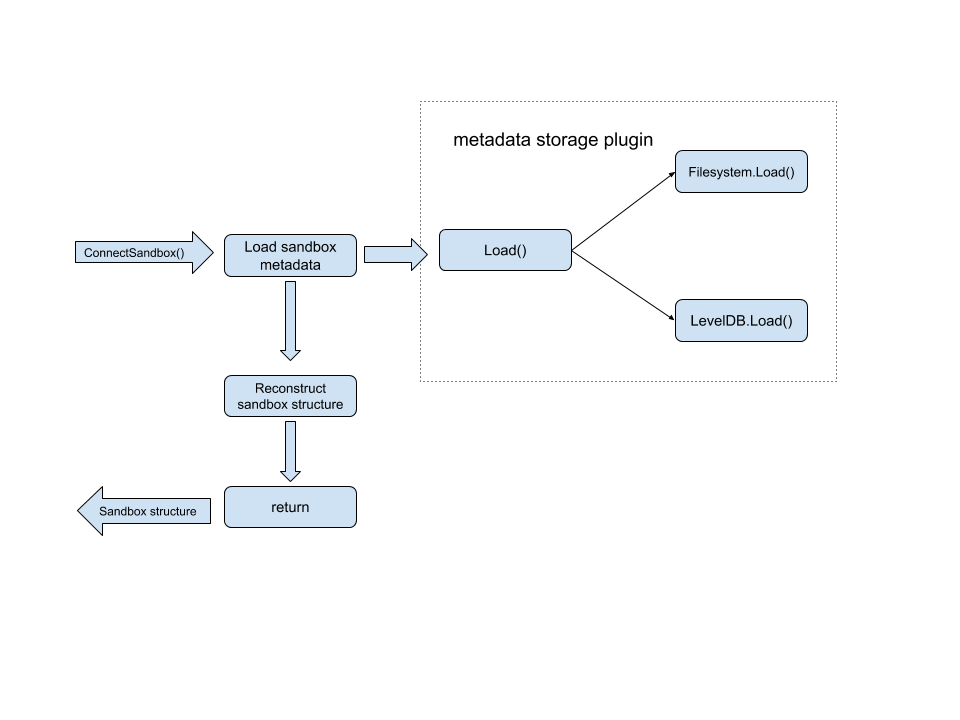 metadata storage plugin
Filesystem.Load()
ConnectSandbox()
Load sandbox
metadata
Load()
LevelDB.Load()
Reconstruct
sandbox structure
Sandbox structure
return